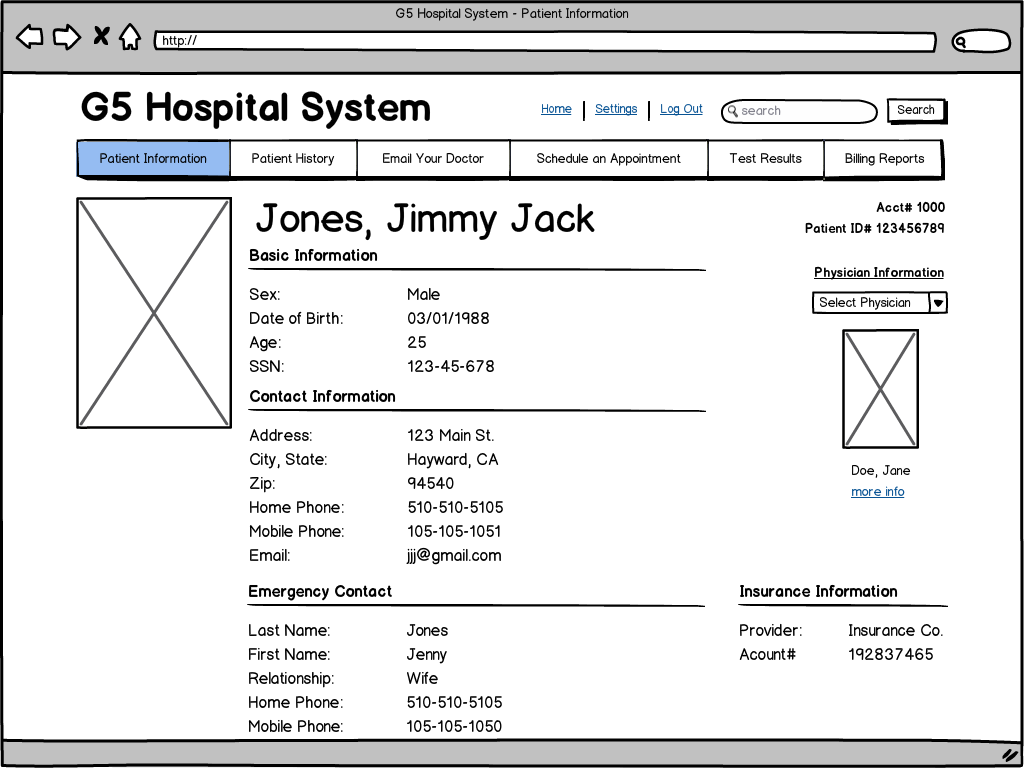 G5 Hospital System - Patient Information
http://
G5 Hospital System
Home Settings Log Out search Search
Patient Information Patient History Email Your Doctor Schedule an Appointment Test Results Billing Reports
Jones, Jimmy Jack
Acct# 1000
Patient ID# 123456789
Basic Information
Sex: Male
Date of Birth: 03/01/1988
Age: 25
SSN: 123-45-678
Physician Information
Select Physician
Doe, Jane
more info
Contact Information
Address: 123 Main St.
City, State: Hayward, CA
Zip: 94540
Home Phone: 510-510-5105
Mobile Phone: 105-105-1051
Email: jjj@gmail.com
Emergency Contact
Last Name: Jones
First Name: Jenny
Relationship: Wife
Home Phone: 510-510-5105
Mobile Phone: 105-105-1050
Insurance Information
Provider: Insurance Co.
Acount# 192837465